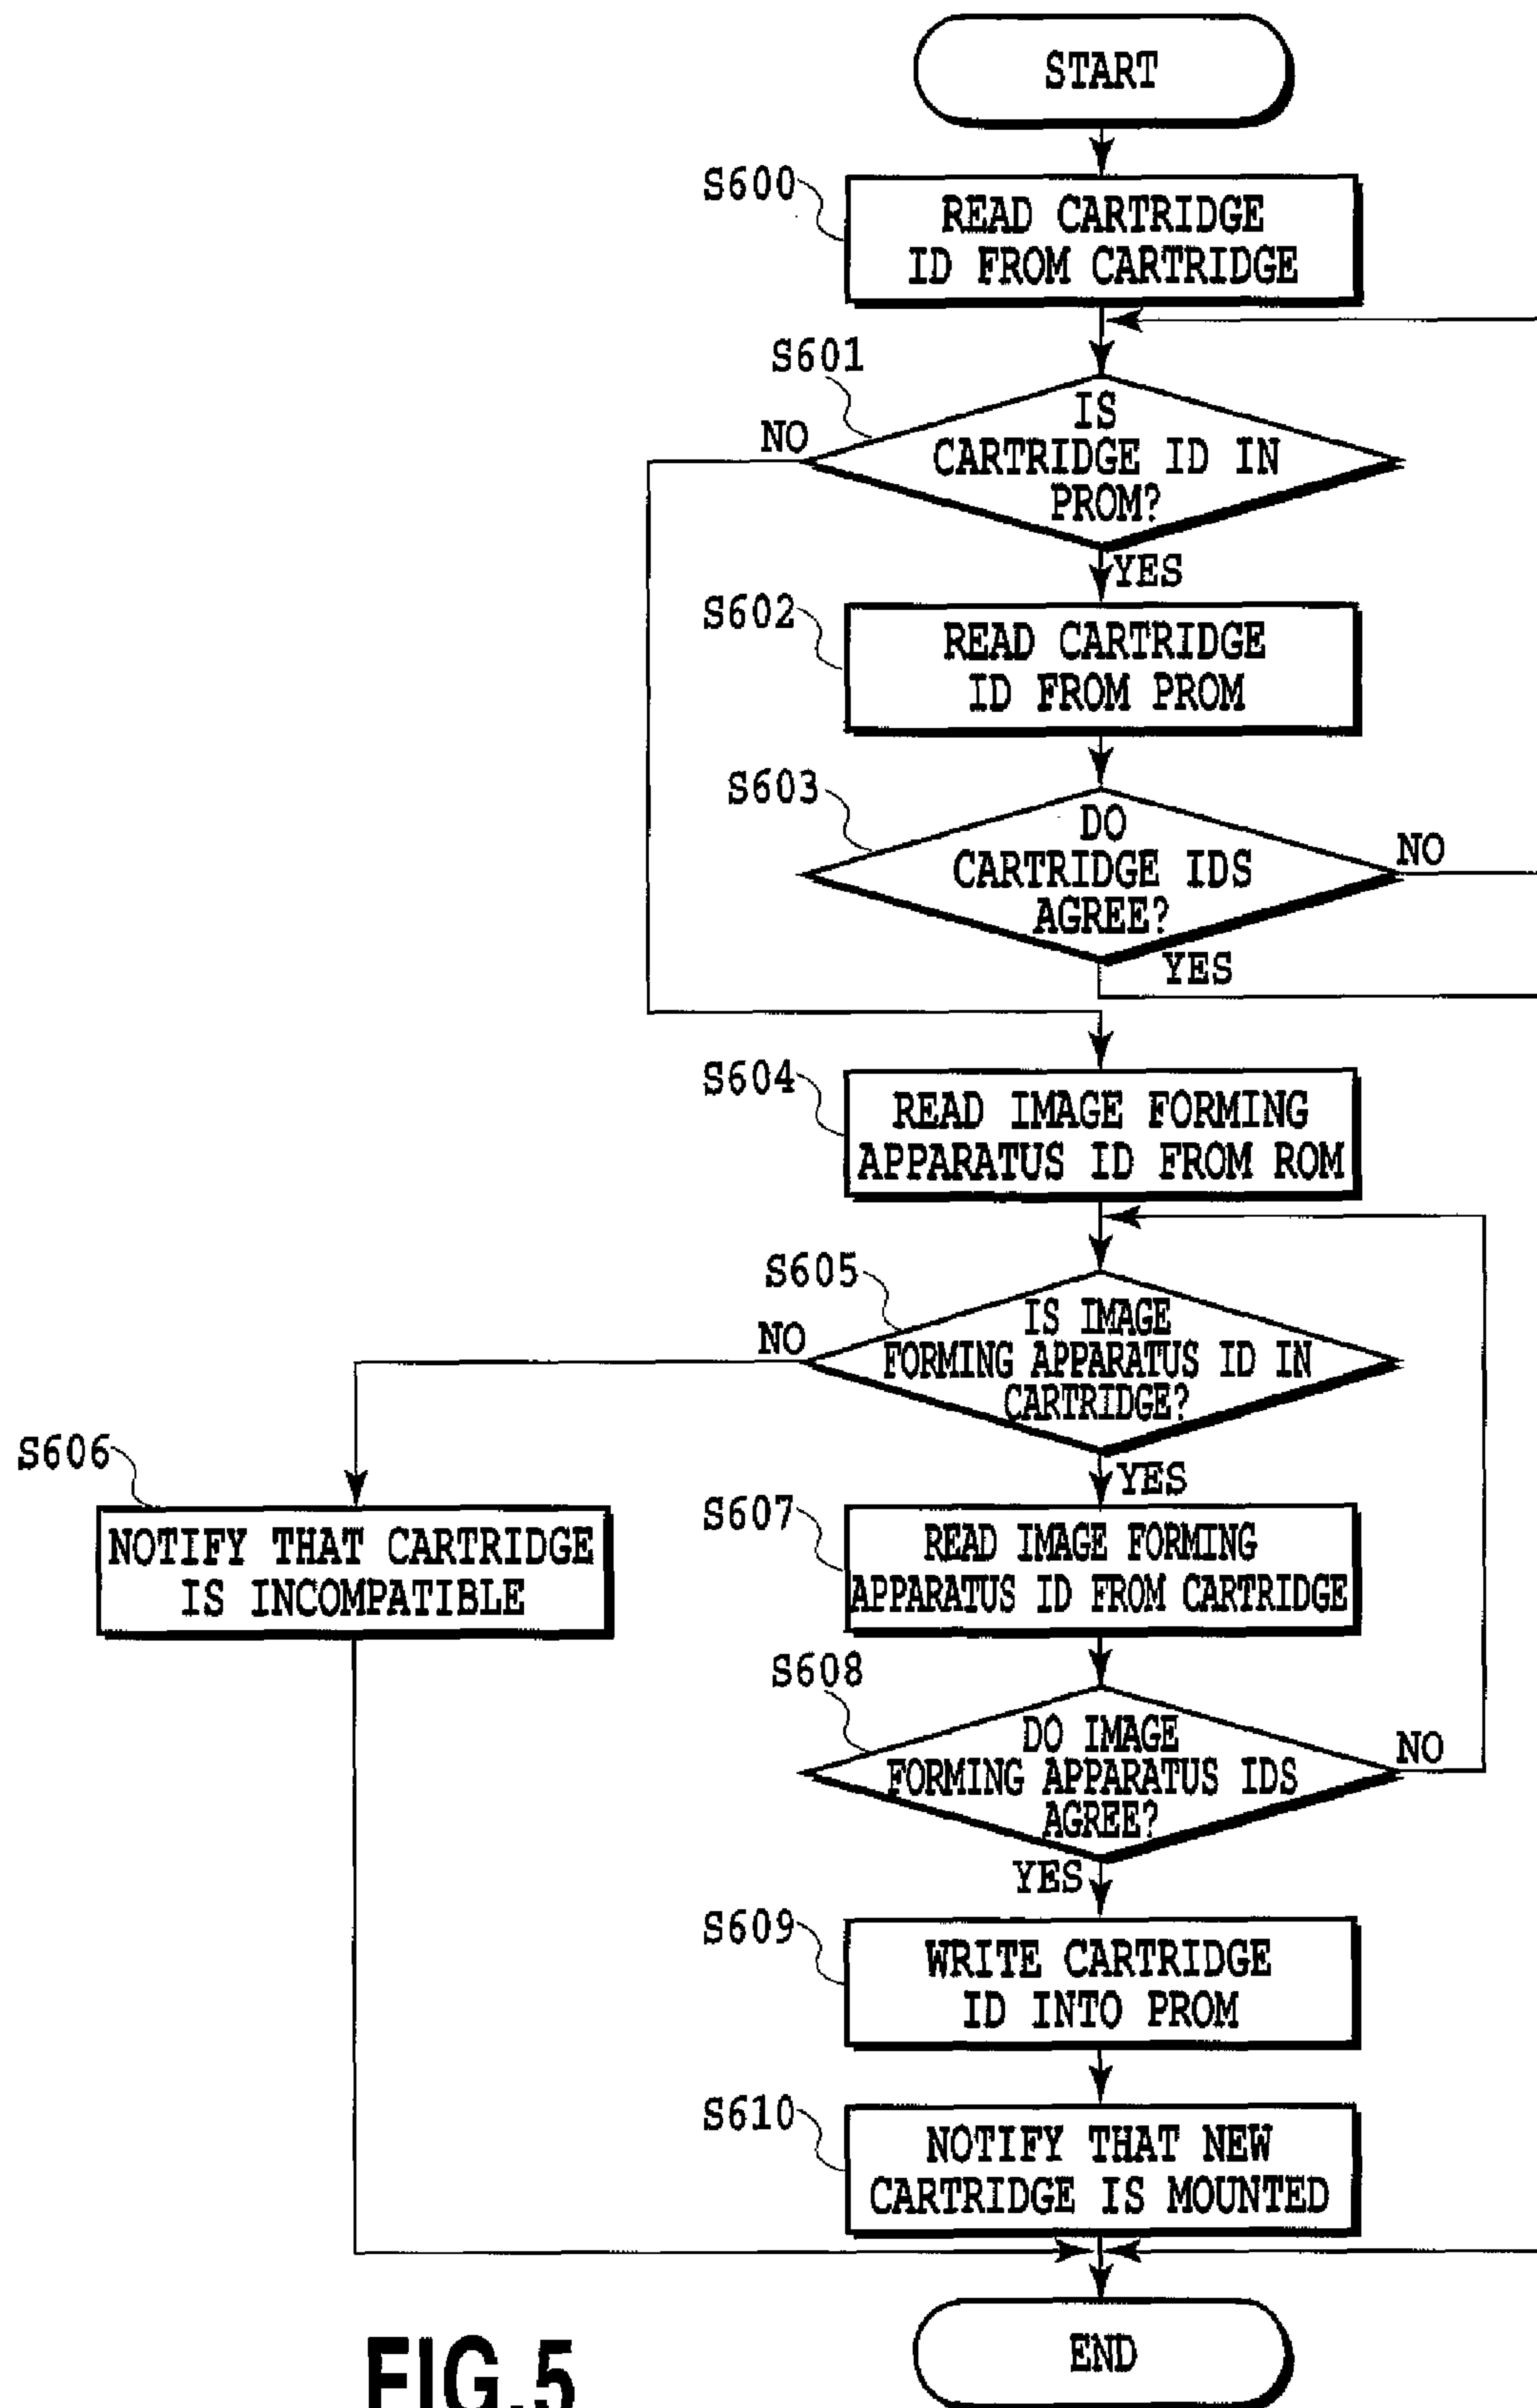 START
S600
READ CARTRIDGE
ID FROM CARTRIDGE
S601
IS
CARTRIDGE ID IN
PROM?
NO
YES
S602
READ CARTRIDGE
ID FROM PROM
S603
DO
CARTRIDGE IDS
AGREE?
NO
YES
S604
READ IMAGE FORMING
APPARATUS ID FROM ROM
S605
IS IMAGE
FORMING APPARATUS ID IN
CARTRIDGE?
NO
YES
S606
NOTIFY THAT CARTRIDGE
IS INCOMPATIBLE
S607
READ IMAGE FORMING
APPARATUS ID FROM CARTRIDGE
S608
DO IMAGE
FORMING APPARATUS IDS
AGREE?
NO
YES
S609
WRITE CARTRIDGE
ID INTO PROM
S610
NOTIFY THAT NEW
CARTRIDGE IS MOUNTED
END
FIG.5